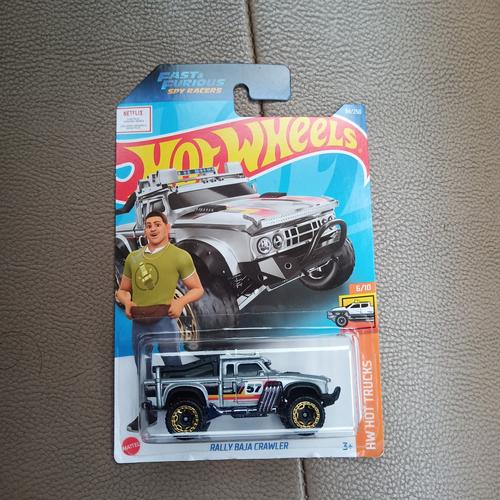 FAST&
FURIOUS
SPY RACERS
NETFLIX
Hot Wheels
6/10
HW HOT TRUCKS
57
MATTEL
RALLY BAJA CRAWLER
3+